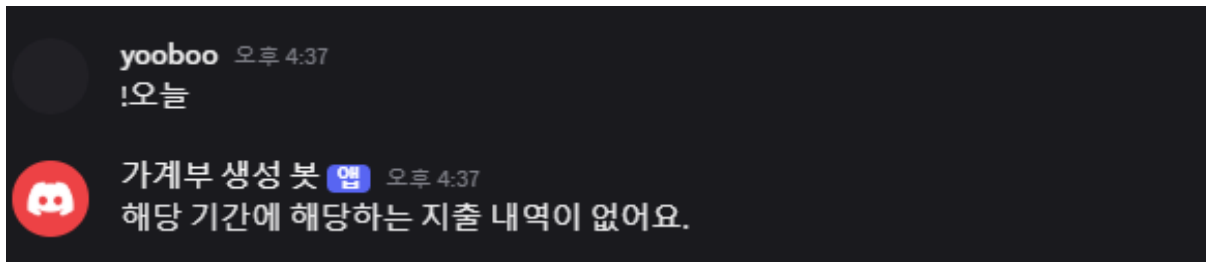 yooboo 오후 4:37
!오늘
가계부 생성 봇 앱 오후 4:37
해당 기간에 해당하는 지출 내역이 없어요.